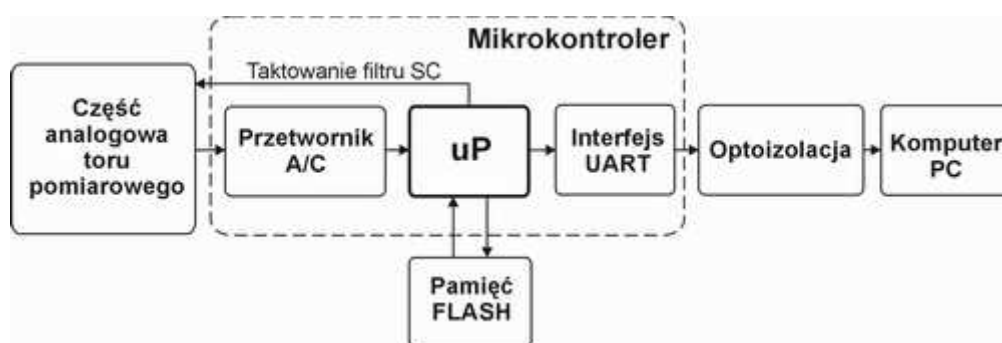 Mikrokontroler
Taktowanie filtru SC
Część
analogowa
toru
pomiarowego
Przetwornik
A/C
uP
Interfejs
UART
Optoizolacja
Komputer
PC
Pamięć
FLASH